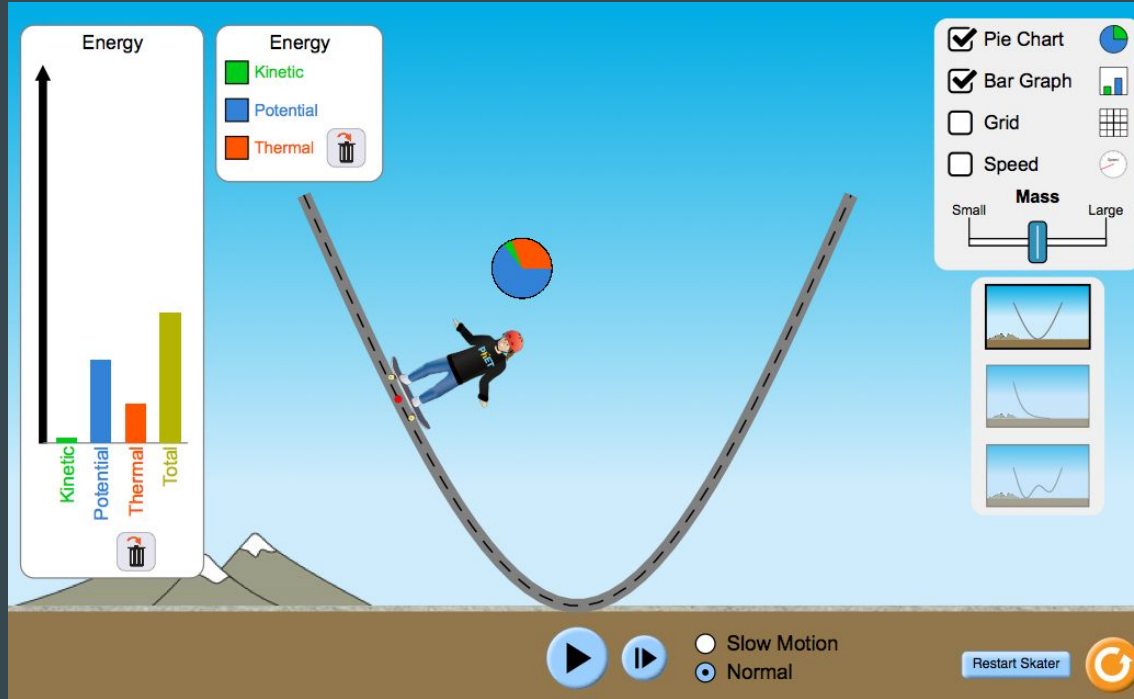 Energy
Kinetic
Potential
Thermal
Total
Energy
Kinetic
Potential
Thermal
PhET
Pie Chart
Bar Graph
Grid
Speed
Mass
Small
Large
Slow Motion
Normal
Restart Skater